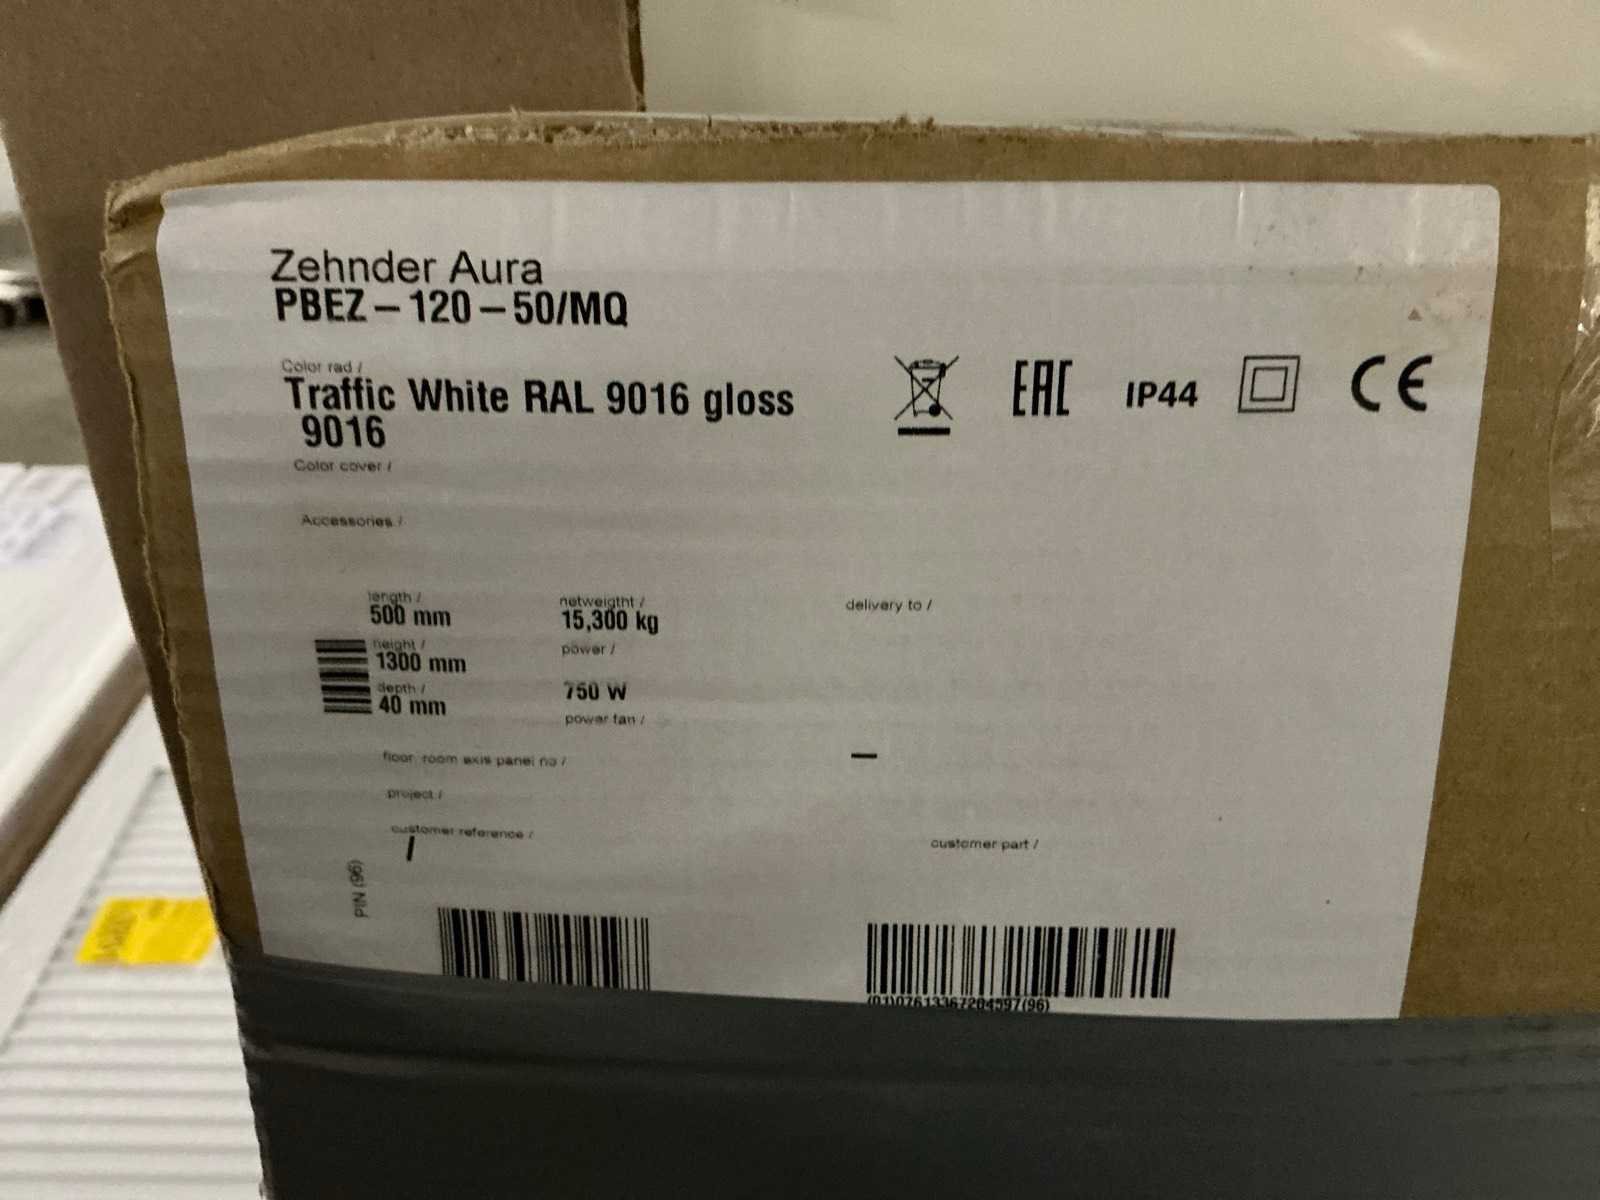 Zehnder Aura
PBEZ – 120 – 50/MQ
Color rad /
Traffic White RAL 9016 gloss
9016
EAC
IP44
CE
Color cover /
Accessories /
length /
500 mm
height /
1300 mm
depth /
40 mm
netweigtht /
15,300 kg
power /
750 W
power fan /
delivery to /
floor, room axis panel no /
–
project /
customer reference /
/
customer part /
PIN (96)
(01)07613367204597(96)